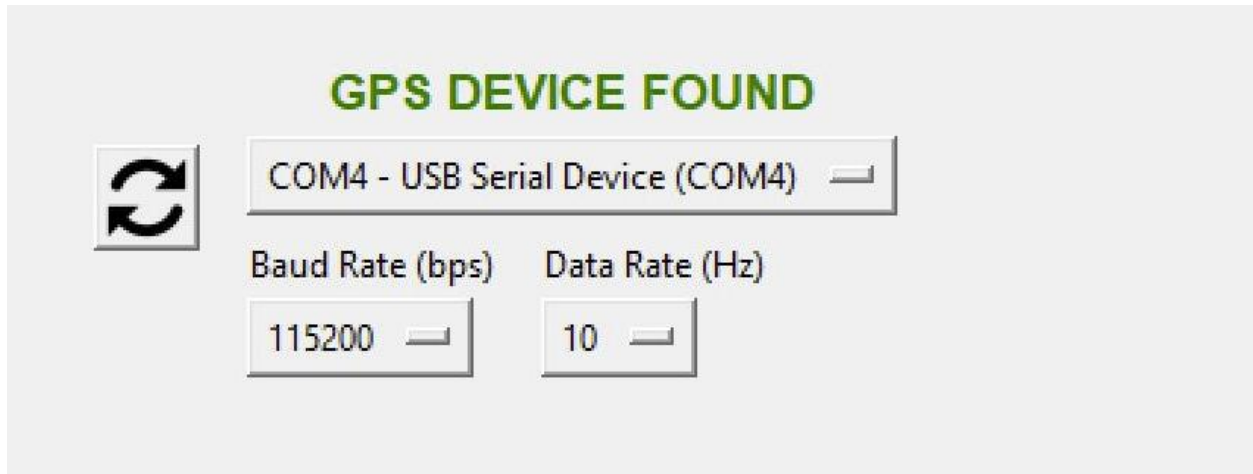 GPS DEVICE FOUND
COM4 - USB Serial Device (COM4)
Baud Rate (bps) Data Rate (Hz)
115200 10